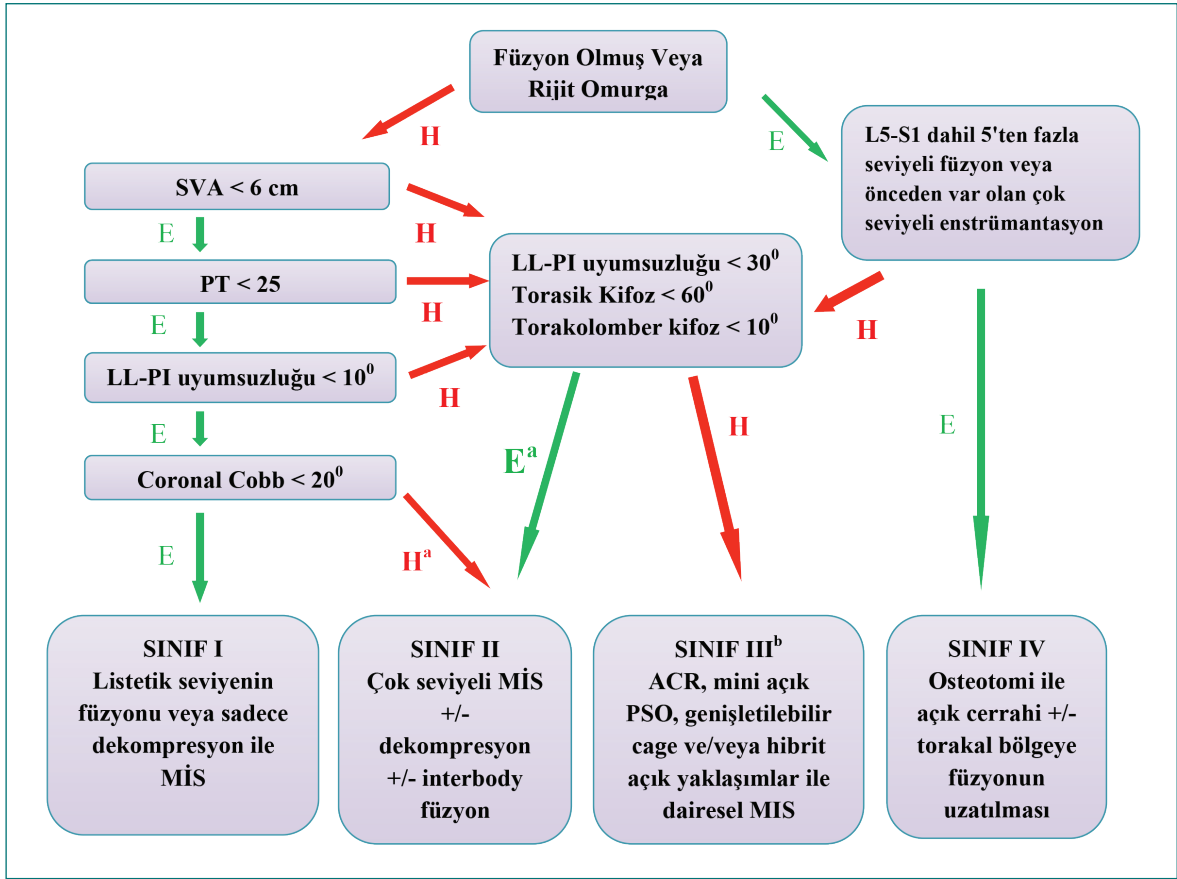 Füzyon Olmuş Veya
Rijit Omurga
H
E
L5-S1 dahil 5'ten fazla
seviyeli füzyon veya
önceden var olan çok
seviyeli enstrümantasyon
SVA < 6 cm
E
H
LL-PI uyumsuzluğu < 30⁰
Torasik Kifoz < 60⁰
Torakolomber kifoz < 10⁰
PT < 25
H
H
E
LL-PI uyumsuzluğu < 10⁰
H
E
Eᵃ
H
E
Coronal Cobb < 20⁰
E
Hᵃ
SINIF I
Listetik seviyenin
füzyonu veya sadece
dekompresyon ile
MİS
SINIF II
Çok seviyeli MİS
+/-
dekompresyon
+/- interbody
füzyon
SINIF IIIᵇ
ACR, mini açık
PSO, genişletilebilir
cage ve/veya hibrit
açık yaklaşımlar ile
dairesel MIS
SINIF IV
Osteotomi ile
açık cerrahi +/-
torakal bölgeye
füzyonun
uzatılması